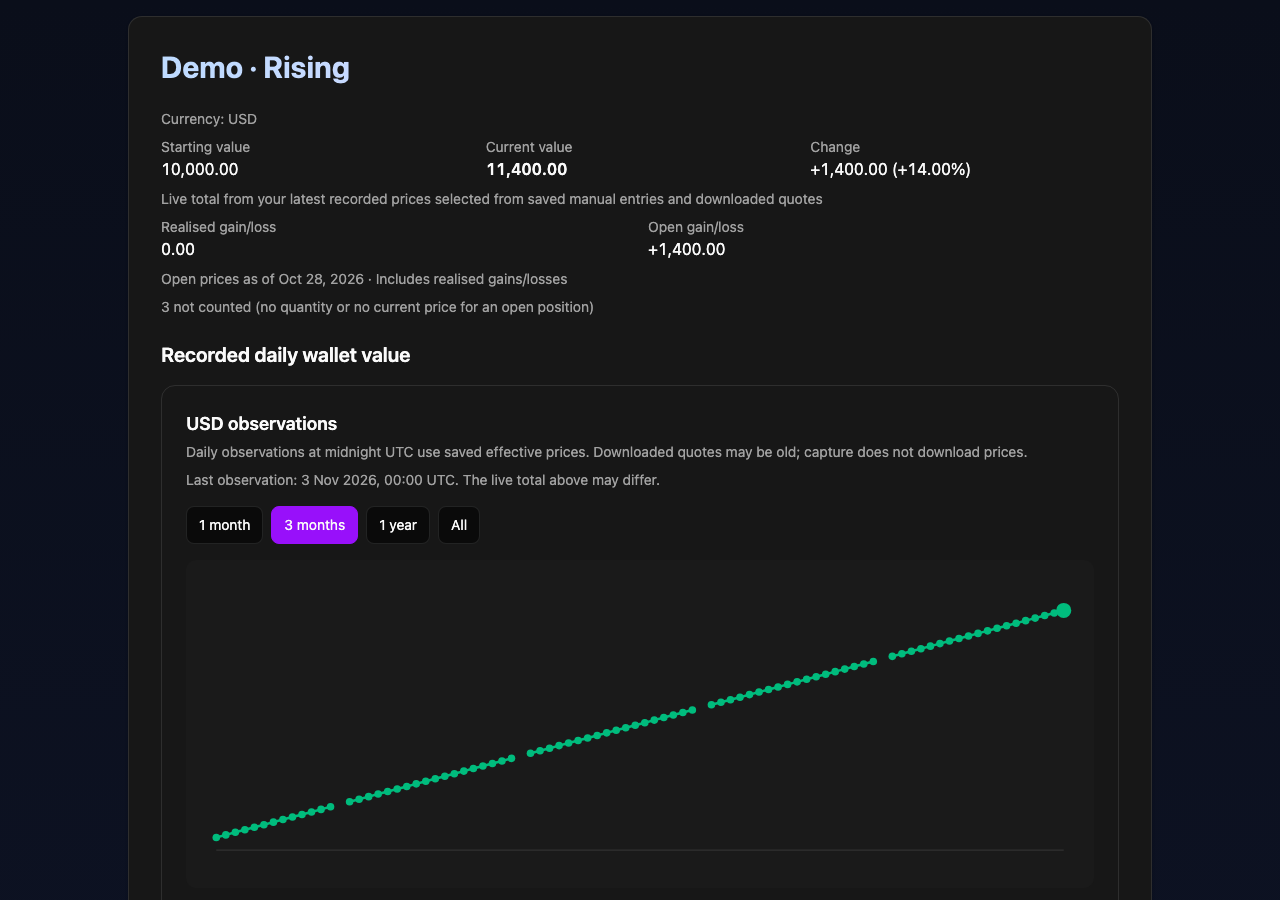 Demo · Rising
Currency: USD
Starting value
Current value
Change
10,000.00
11,400.00
+1,400.00 (+14.00%)
Live total from your latest recorded prices selected from saved manual entries and downloaded quotes
Realised gain/loss
Open gain/loss
0.00
+1,400.00
Open prices as of Oct 28, 2026 · Includes realised gains/losses
3 not counted (no quantity or no current price for an open position)
Recorded daily wallet value
USD observations
Daily observations at midnight UTC use saved effective prices. Downloaded quotes may be old; capture does not download prices.
Last observation: 3 Nov 2026, 00:00 UTC. The live total above may differ.
1 month
3 months
1 year
All